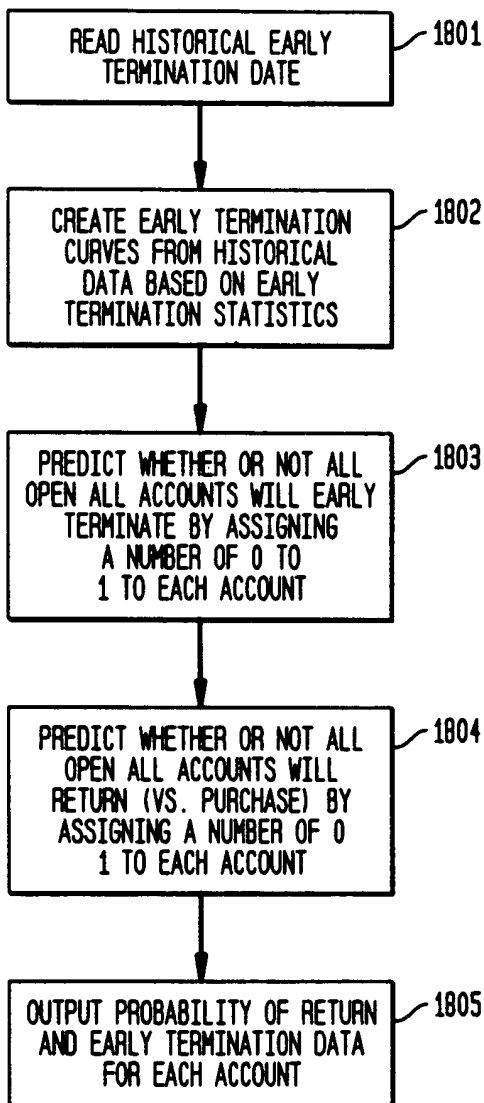 READ HISTORICAL EARLY
TERMINATION DATE
1801
CREATE EARLY TERMINATION
CURVES FROM HISTORICAL
DATA BASED ON EARLY
TERMINATION STATISTICS
1802
PREDICT WHETHER OR NOT ALL
OPEN ALL ACCOUNTS WILL EARLY
TERMINATE BY ASSIGNING
A NUMBER OF 0 TO
1 TO EACH ACCOUNT
1803
PREDICT WHETHER OR NOT ALL
OPEN ALL ACCOUNTS WILL
RETURN (VS. PURCHASE) BY
ASSIGNING A NUMBER OF 0
1 TO EACH ACCOUNT
1804
OUTPUT PROBABILITY OF RETURN
AND EARLY TERMINATION DATA
FOR EACH ACCOUNT
1805